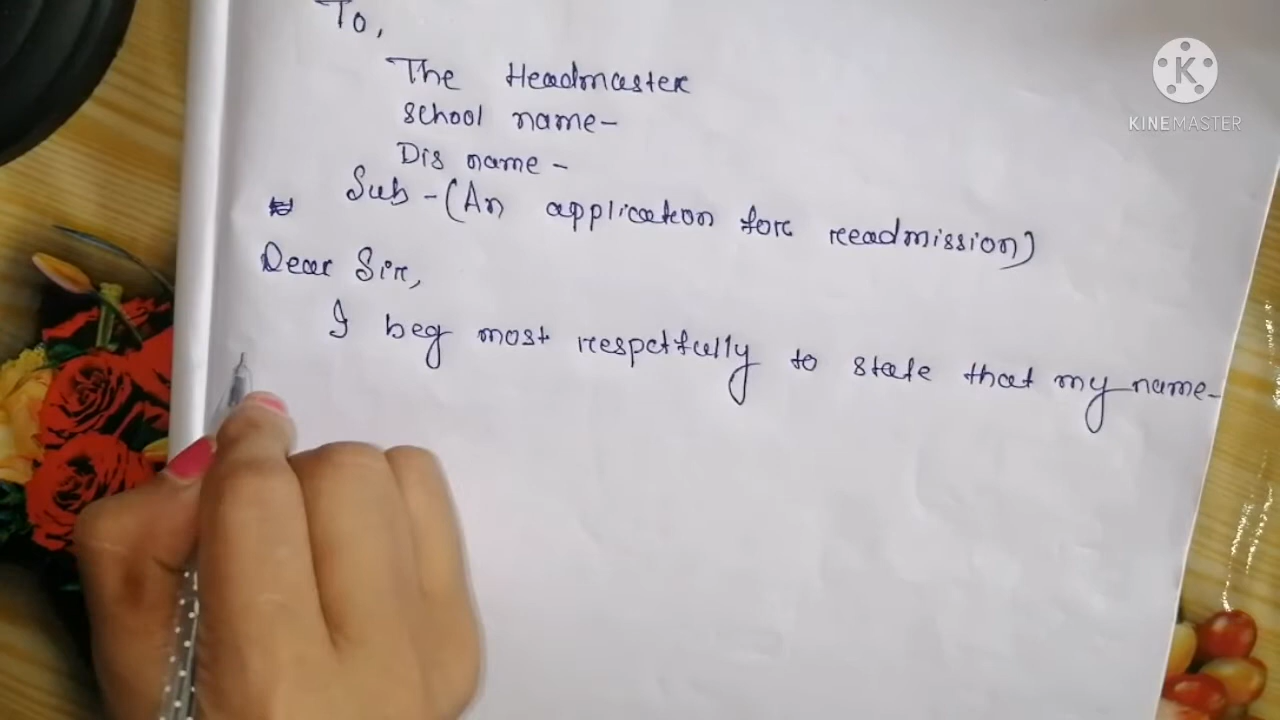 To,
The Headmaster
School name-
Dis name-
Sub-(An application for readmission)
Dear Sir,
I beg most respetfully to state that my name-
K
KINEMASTER